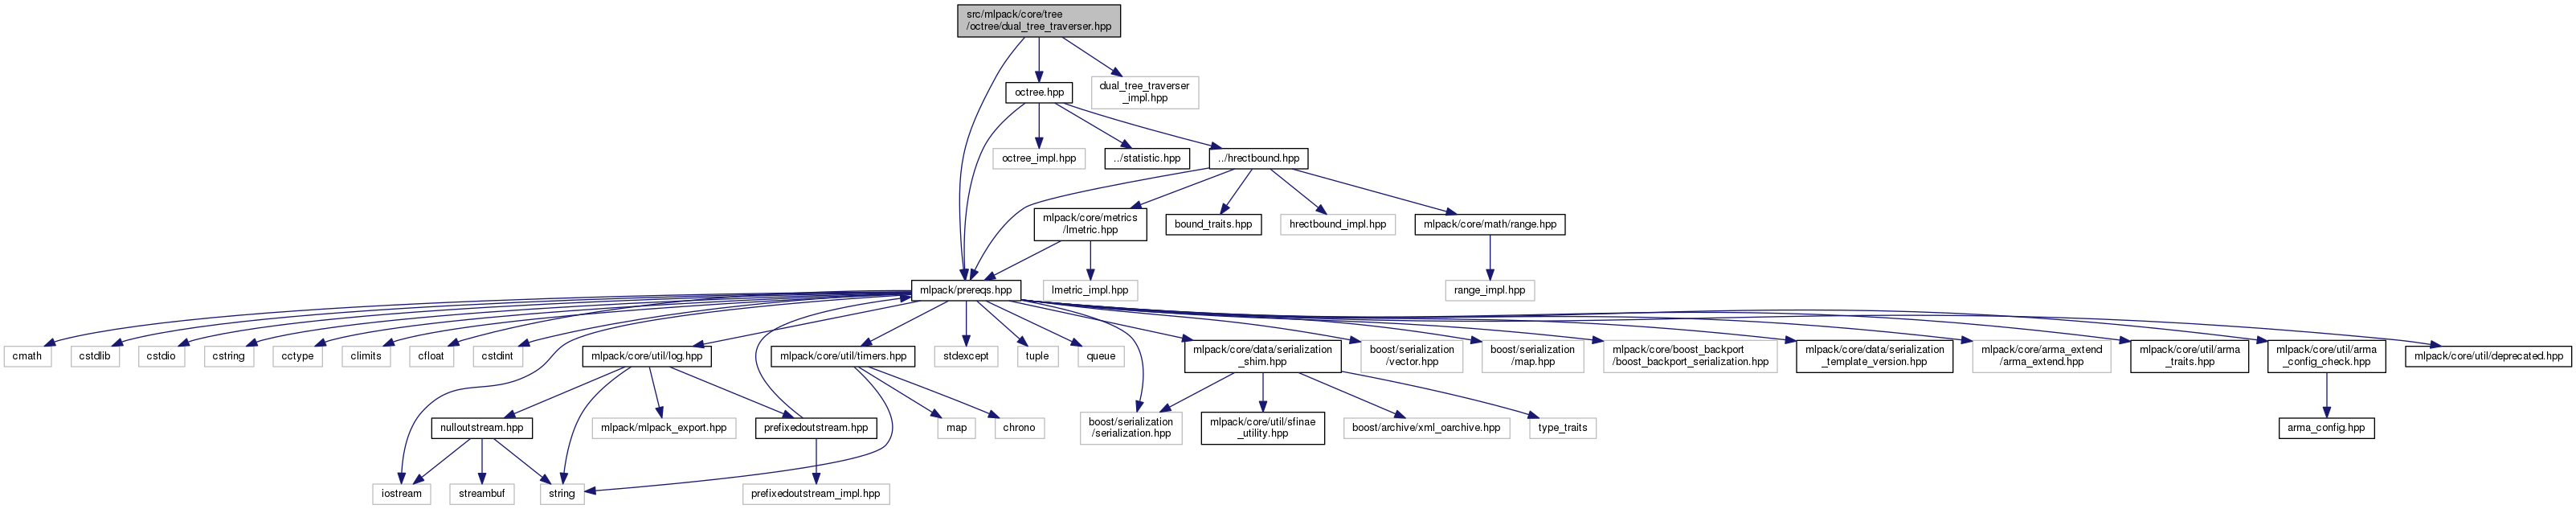 src/mlpack/core/tree
/octree/dual_tree_traverser.hpp
octree.hpp
dual_tree_traverser
_impl.hpp
octree_impl.hpp
../statistic.hpp
../hrectbound.hpp
mlpack/core/metrics
/lmetric.hpp
bound_traits.hpp
hrectbound_impl.hpp
mlpack/core/math/range.hpp
mlpack/prereqs.hpp
lmetric_impl.hpp
range_impl.hpp
cmath
cstdlib
cstdio
cstring
cctype
climits
cfloat
cstdint
mlpack/core/util/log.hpp
mlpack/core/util/timers.hpp
stdexcept
tuple
queue
mlpack/core/data/serialization
_shim.hpp
boost/serialization
/vector.hpp
boost/serialization
/map.hpp
mlpack/core/boost_backport
/boost_backport_serialization.hpp
mlpack/core/data/serialization
_template_version.hpp
mlpack/core/arma_extend
/arma_extend.hpp
mlpack/core/util/arma
_traits.hpp
mlpack/core/util/arma
_config_check.hpp
mlpack/core/util/deprecated.hpp
nulloutstream.hpp
mlpack/mlpack_export.hpp
prefixedoutstream.hpp
map
chrono
boost/serialization
/serialization.hpp
mlpack/core/util/sfinae
_utility.hpp
boost/archive/xml_oarchive.hpp
type_traits
arma_config.hpp
iostream
streambuf
string
prefixedoutstream_impl.hpp